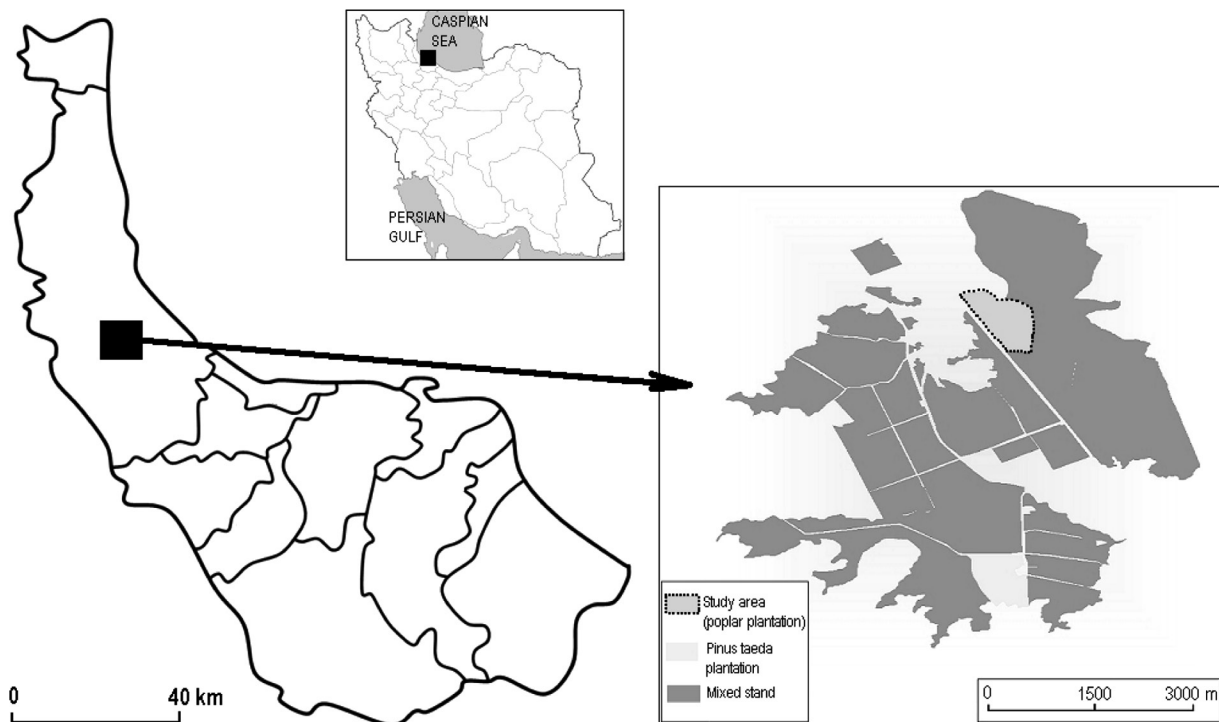 CASPIAN
SEA
PERSIAN
GULF
Study area
(poplar plantation)
Pinus taeda
plantation
Mixed stand
0 40 km
0 1500 3000 m